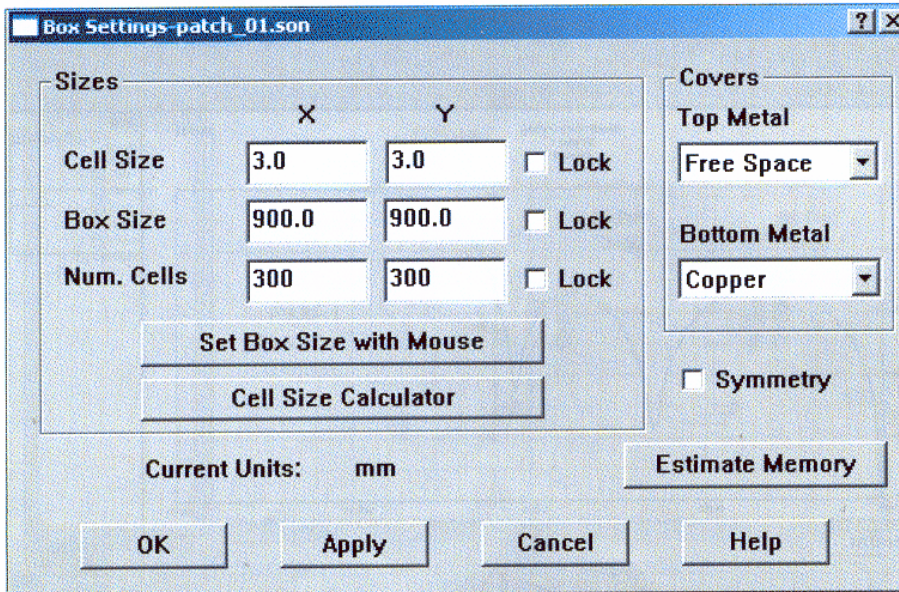 Box Settings-patch_01.son
Sizes
X Y
Cell Size 3.0 3.0 Lock
Box Size 900.0 900.0 Lock
Num. Cells 300 300 Lock
Set Box Size with Mouse
Cell Size Calculator
Covers
Top Metal
Free Space
Bottom Metal
Copper
Symmetry
Current Units: mm
Estimate Memory
OK Apply Cancel Help